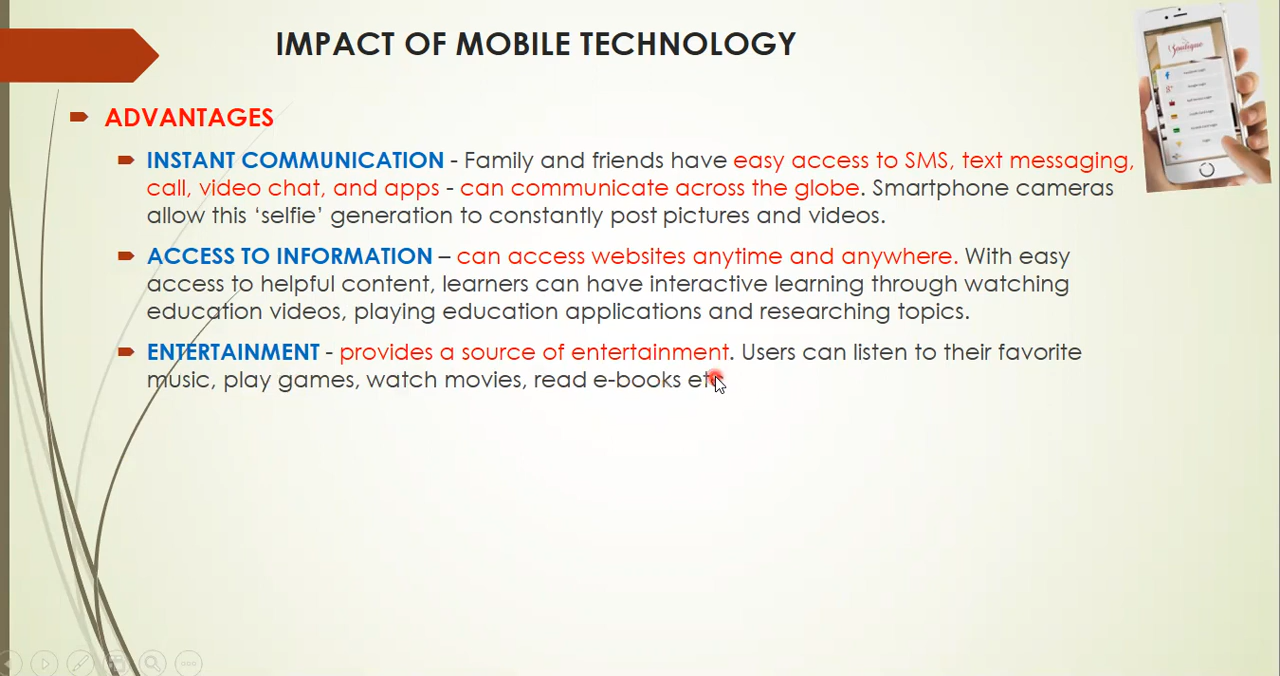 IMPACT OF MOBILE TECHNOLOGY
ADVANTAGES
INSTANT COMMUNICATION - Family and friends have easy access to SMS, text messaging,
call, video chat, and apps - can communicate across the globe. Smartphone cameras
allow this ‘selfie’ generation to constantly post pictures and videos.
ACCESS TO INFORMATION – can access websites anytime and anywhere. With easy
access to helpful content, learners can have interactive learning through watching
education videos, playing education applications and researching topics.
ENTERTAINMENT - provides a source of entertainment. Users can listen to their favorite
music, play games, watch movies, read e-books etc
Boutique